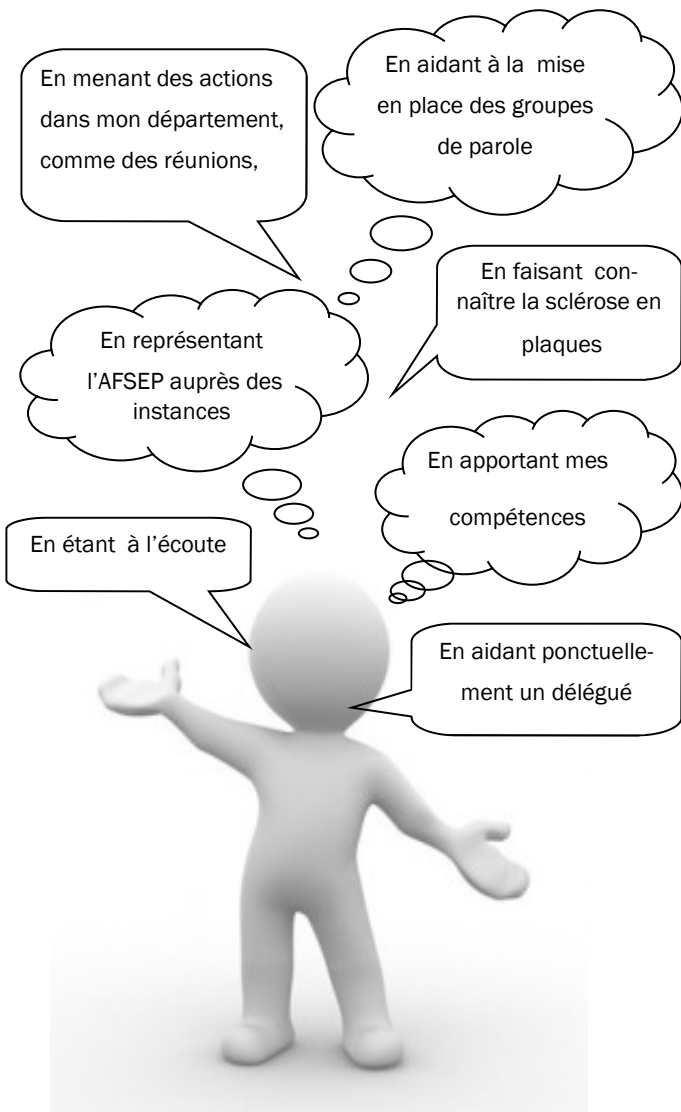 En menant des actions
dans mon département,
comme des réunions,
En aidant à la mise
en place des groupes
de parole
En faisant con-
naître la sclérose en
plaques
En représentant
l'AFSEP auprès des
instances
En apportant mes
compétences
En étant à l'écoute
En aidant ponctuelle-
ment un délégué